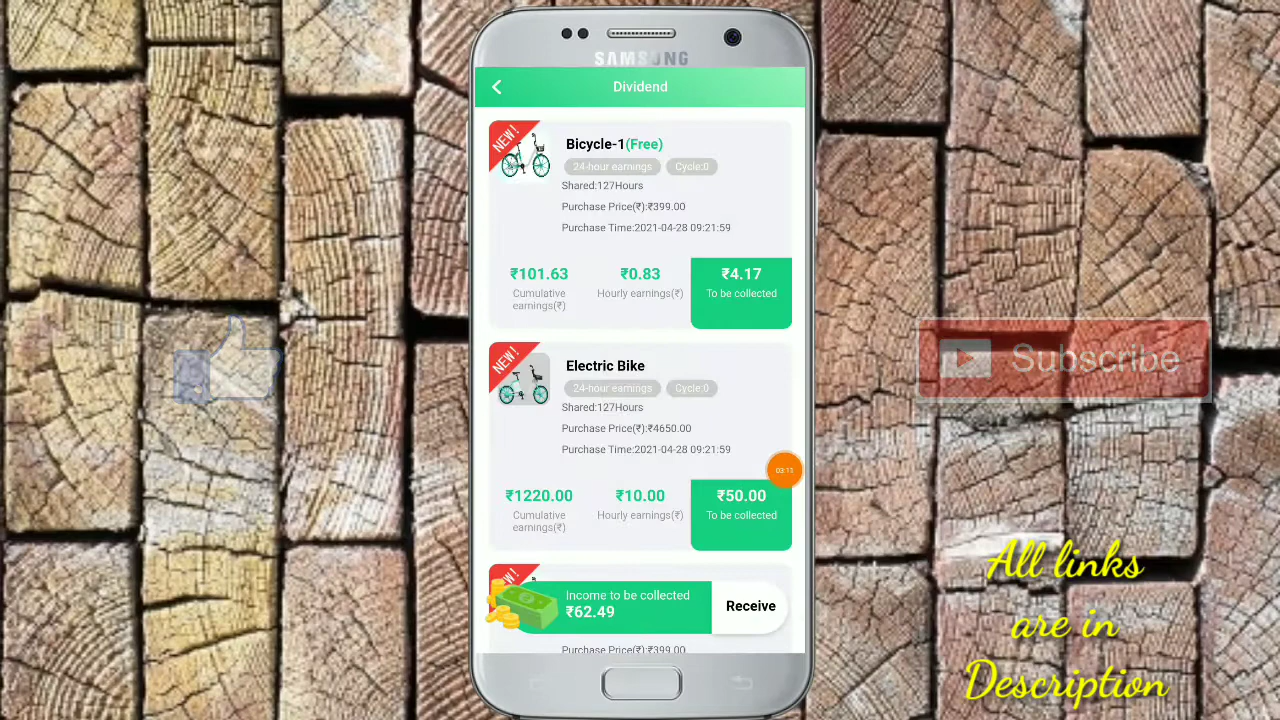 SAMSUNG
Dividend
NEW!
Bicycle-1(Free)
24-hour earnings Cycle:0
Shared:127Hours
Purchase Price(₹):₹399.00
Purchase Time:2021-04-28 09:21:59
₹101.63 ₹0.83 ₹4.17
Cumulative earnings(₹) Hourly earnings(₹) To be collected
NEW!
Electric Bike
24-hour earnings Cycle:0
Shared:127Hours
Purchase Price(₹):₹4650.00
Purchase Time:2021-04-28 09:21:59
03:11
₹1220.00 ₹10.00 ₹50.00
Cumulative earnings(₹) Hourly earnings(₹) To be collected
Income to be collected
₹62.49
Receive
Purchase Price(₹):₹399.00
Subscribe
All links
are in
Description